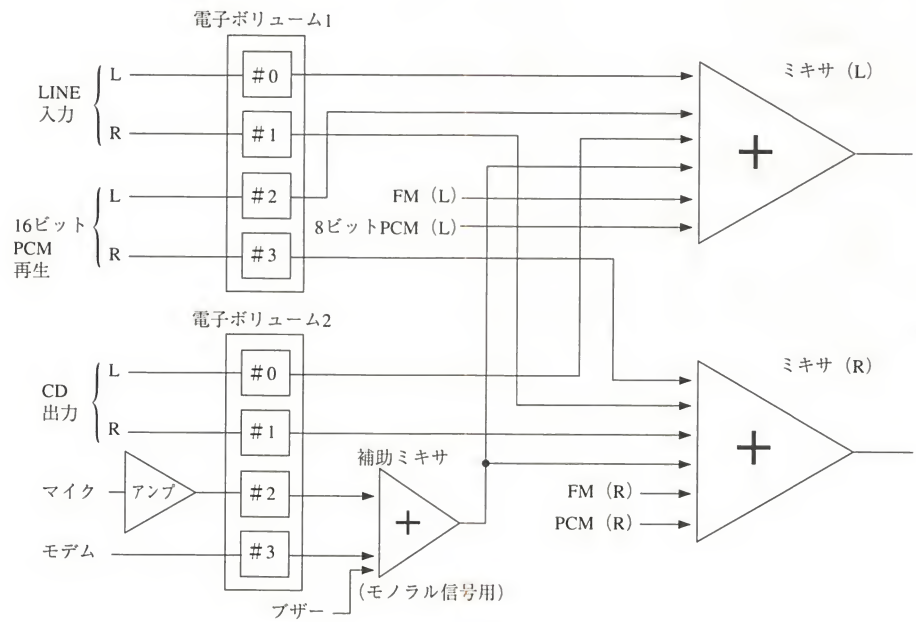 電子ボリューム1
LINE
入力
L
R
#0
#1
16ビット
PCM
再生
L
R
#2
#3
ミキサ (L)
+
FM (L)
8ビットPCM (L)
電子ボリューム2
CD
出力
L
R
#0
#1
マイク
アンプ
#2
モデム
#3
ブザー
補助ミキサ
+
(モノラル信号用)
ミキサ (R)
+
FM (R)
PCM (R)